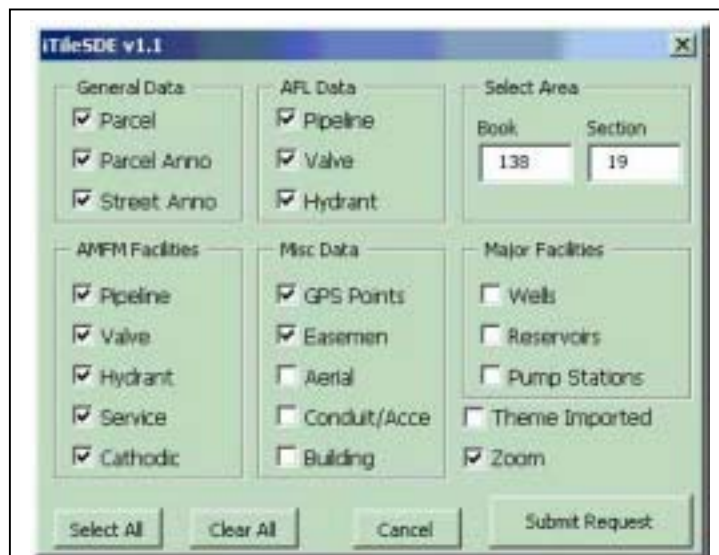 iTileSDE v1.1
General Data
Parcel
Parcel Anno
Street Anno
AFL Data
Pipeline
Valve
Hydrant
Select Area
Book
Section
138
19
AMFM Facilities
Pipeline
Valve
Hydrant
Service
Cathodic
Misc Data
GPS Points
Easemen
Aerial
Conduit/Acce
Building
Major Facilities
Wells
Reservoirs
Pump Stations
Theme Imported
Zoom
Select All
Clear All
Cancel
Submit Request